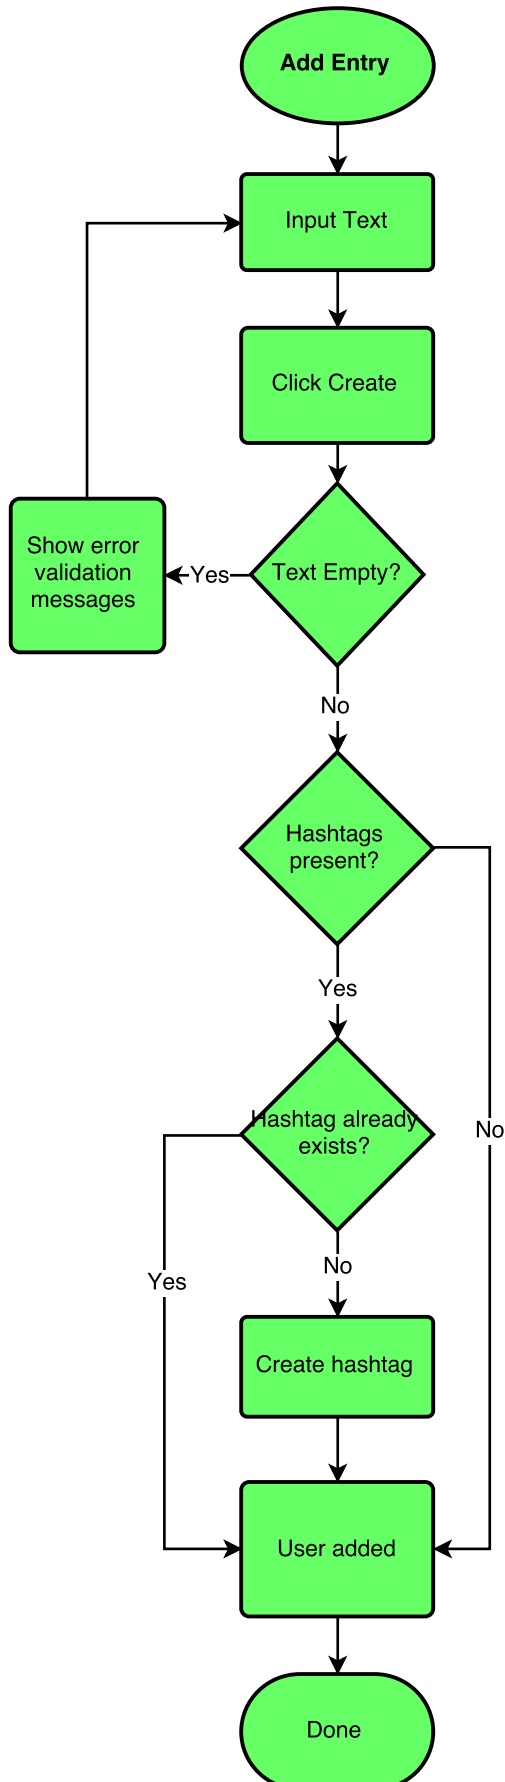 Add Entry
Input Text
Click Create
Show error
validation
messages
Yes
Text Empty?
No
Hashtags
present?
Yes
Hashtag already
exists?
No
No
Yes
Create hashtag
User added
Done